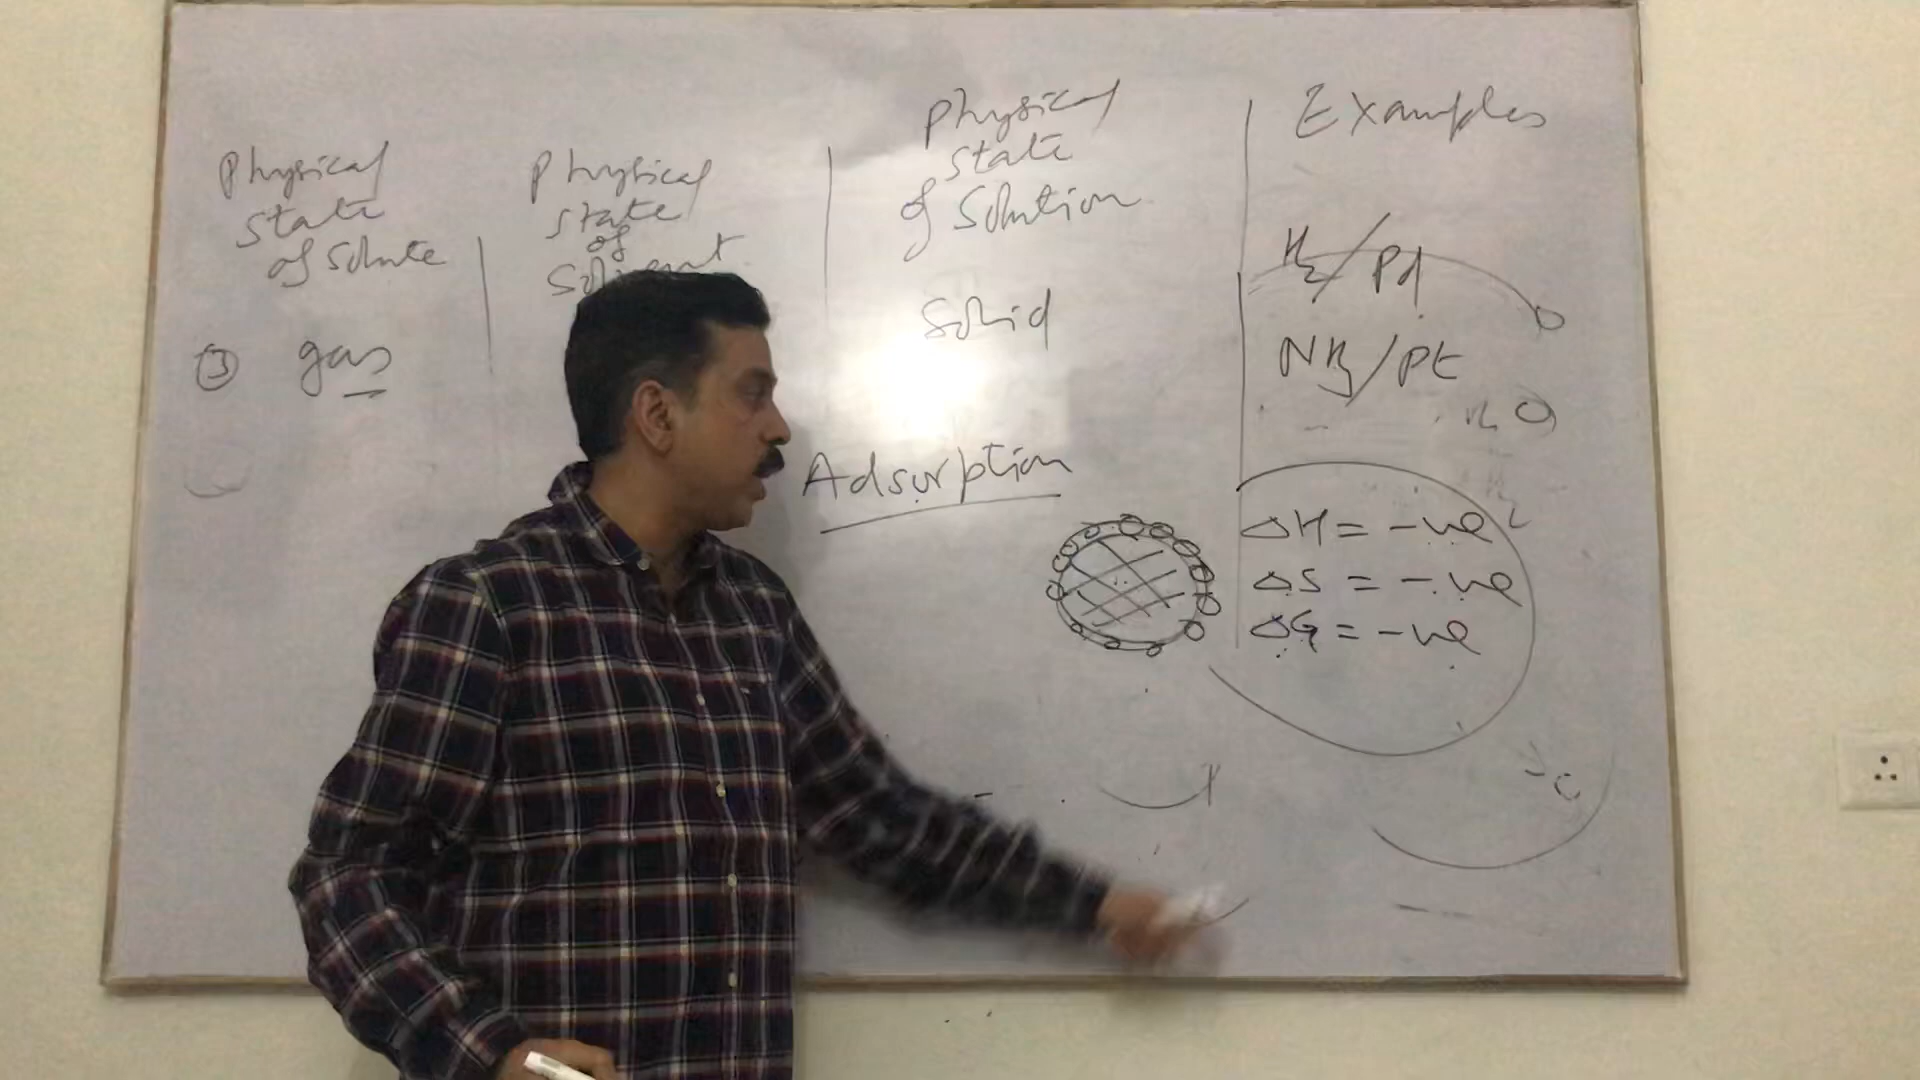 Physical
state
of Solute
Physical
state
of
Solvent
Physical
state
of Solution
Examples
③ gas
Solid
H2/Pd
NH3/Pt
Adsorption
ΔH = -ve
ΔS = -ve
ΔG = -ve